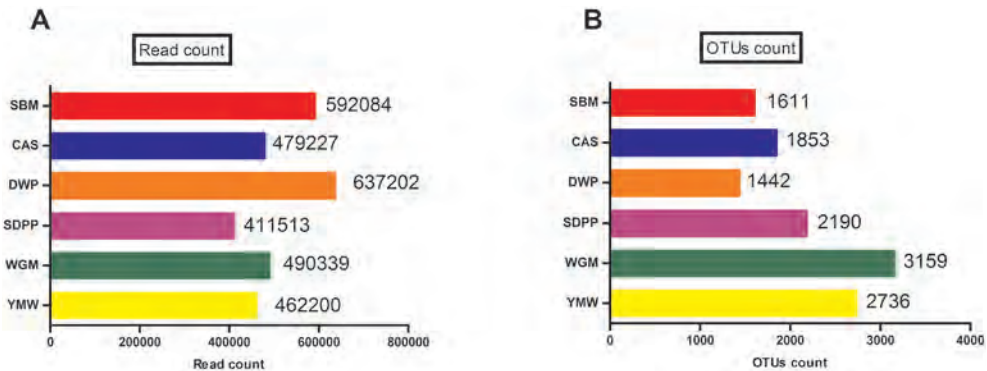 A
Read count
SBM 592084
CAS 479227
DWP 637202
SDPP 411513
WGM 490339
YMW 462200
0 200000 400000 600000 800000
Read count
B
OTUs count
SBM 1611
CAS 1853
DWP 1442
SDPP 2190
WGM 3159
YMW 2736
0 1000 2000 3000 4000
OTUs count